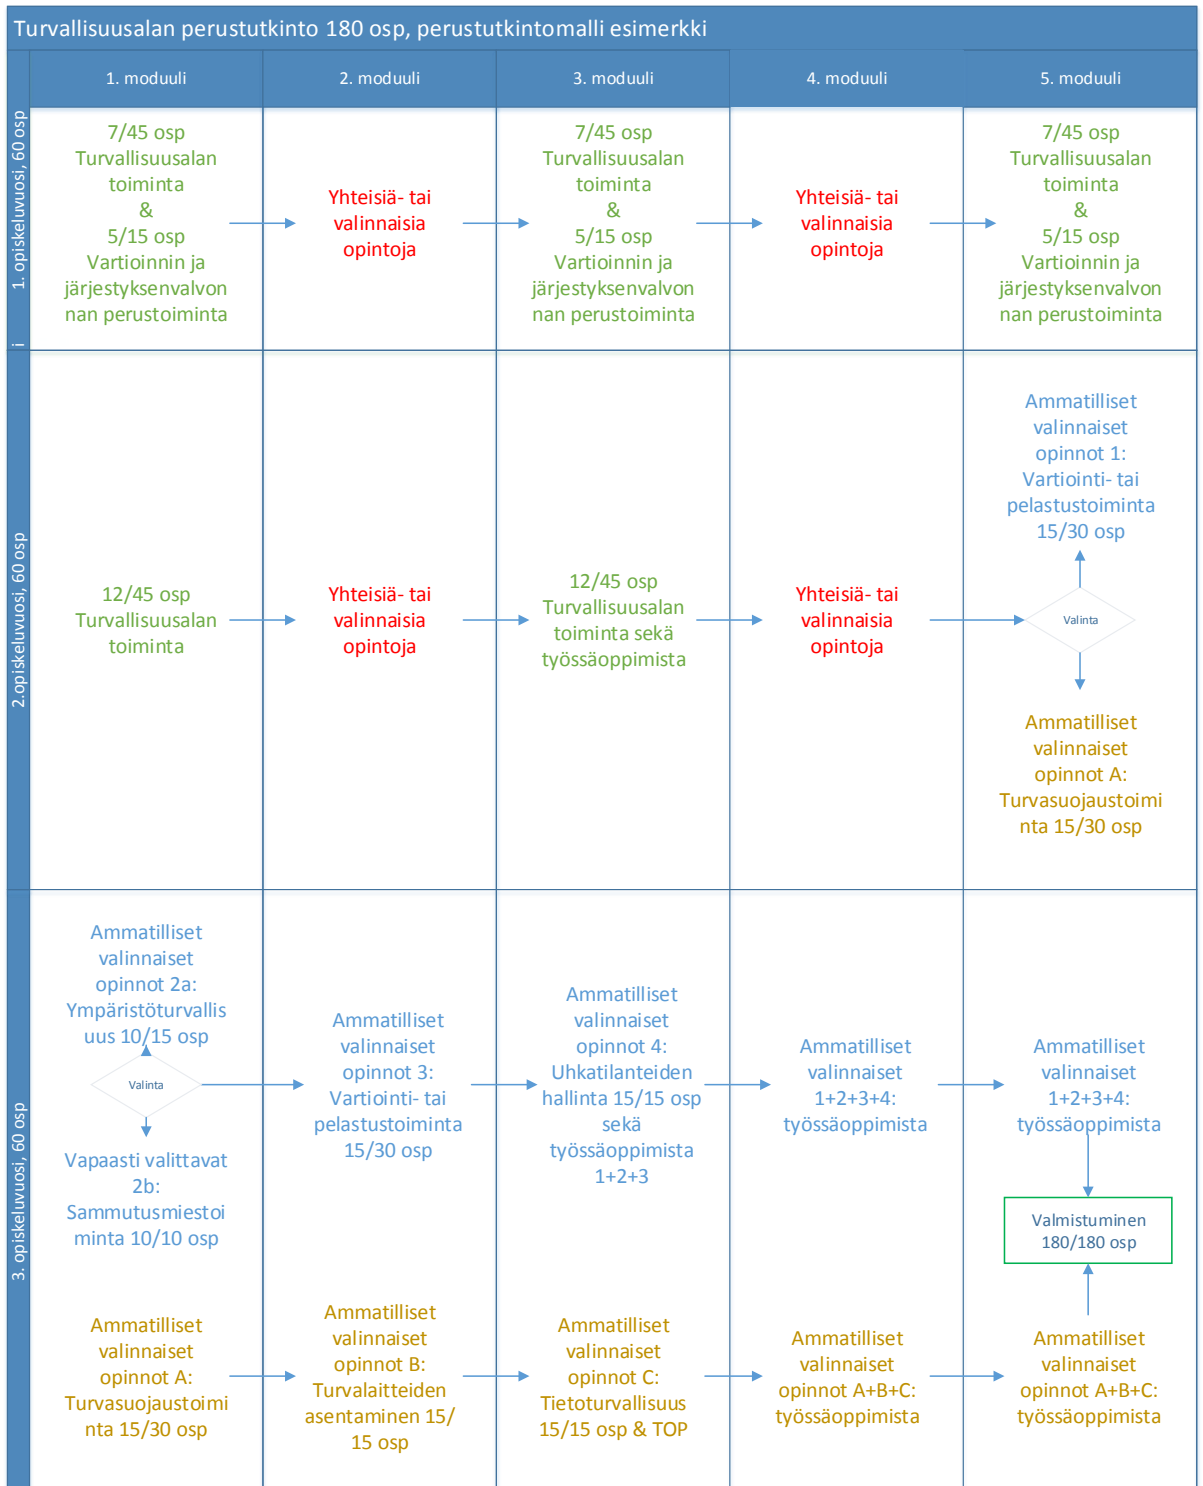 Turvallisuusalan perustutkinto 180 osp, perustutkintomalli esimerkki
1. moduuli
2. moduuli
3. moduuli
4. moduuli
5. moduuli
1. opiskeluvuosi, 60 osp
i
7/45 osp
Turvallisuusalan
toiminta
&
5/15 osp
Vartioinnin ja
järjestyksenvalvon
nan perustoiminta
Yhteisiä- tai
valinnaisia
opintoja
7/45 osp
Turvallisuusalan
toiminta
&
5/15 osp
Vartioinnin ja
järjestyksenvalvon
nan perustoiminta
Yhteisiä- tai
valinnaisia
opintoja
7/45 osp
Turvallisuusalan
toiminta
&
5/15 osp
Vartioinnin ja
järjestyksenvalvon
nan perustoiminta
2.opiskeluvuosi, 60 osp
12/45 osp
Turvallisuusalan
toiminta
Yhteisiä- tai
valinnaisia
opintoja
12/45 osp
Turvallisuusalan
toiminta sekä
työssäoppimista
Yhteisiä- tai
valinnaisia
opintoja
Ammatilliset
valinnaiset
opinnot 1:
Vartiointi- tai
pelastustoiminta
15/30 osp
Valinta
Ammatilliset
valinnaiset
opinnot A:
Turvasuojaustoimi
nta 15/30 osp
3. opiskeluvuosi, 60 osp
Ammatilliset
valinnaiset
opinnot 2a:
Ympäristöturvallis
uus 10/15 osp
Valinta
Vapaasti valittavat
2b:
Sammutusmiestoi
minta 10/10 osp
Ammatilliset
valinnaiset
opinnot 3:
Vartiointi- tai
pelastustoiminta
15/30 osp
Ammatilliset
valinnaiset
opinnot 4:
Uhkatilanteiden
hallinta 15/15 osp
sekä
työssäoppimista
1+2+3
Ammatilliset
valinnaiset
1+2+3+4:
työssäoppimista
Ammatilliset
valinnaiset
1+2+3+4:
työssäoppimista
Valmistuminen
180/180 osp
Ammatilliset
valinnaiset
opinnot A:
Turvasuojaustoimi
nta 15/30 osp
Ammatilliset
valinnaiset
opinnot B:
Turvalaitteiden
asentaminen 15/
15 osp
Ammatilliset
valinnaiset
opinnot C:
Tietoturvallisuus
15/15 osp & TOP
Ammatilliset
valinnaiset
opinnot A+B+C:
työssäoppimista
Ammatilliset
valinnaiset
opinnot A+B+C:
työssäoppimista